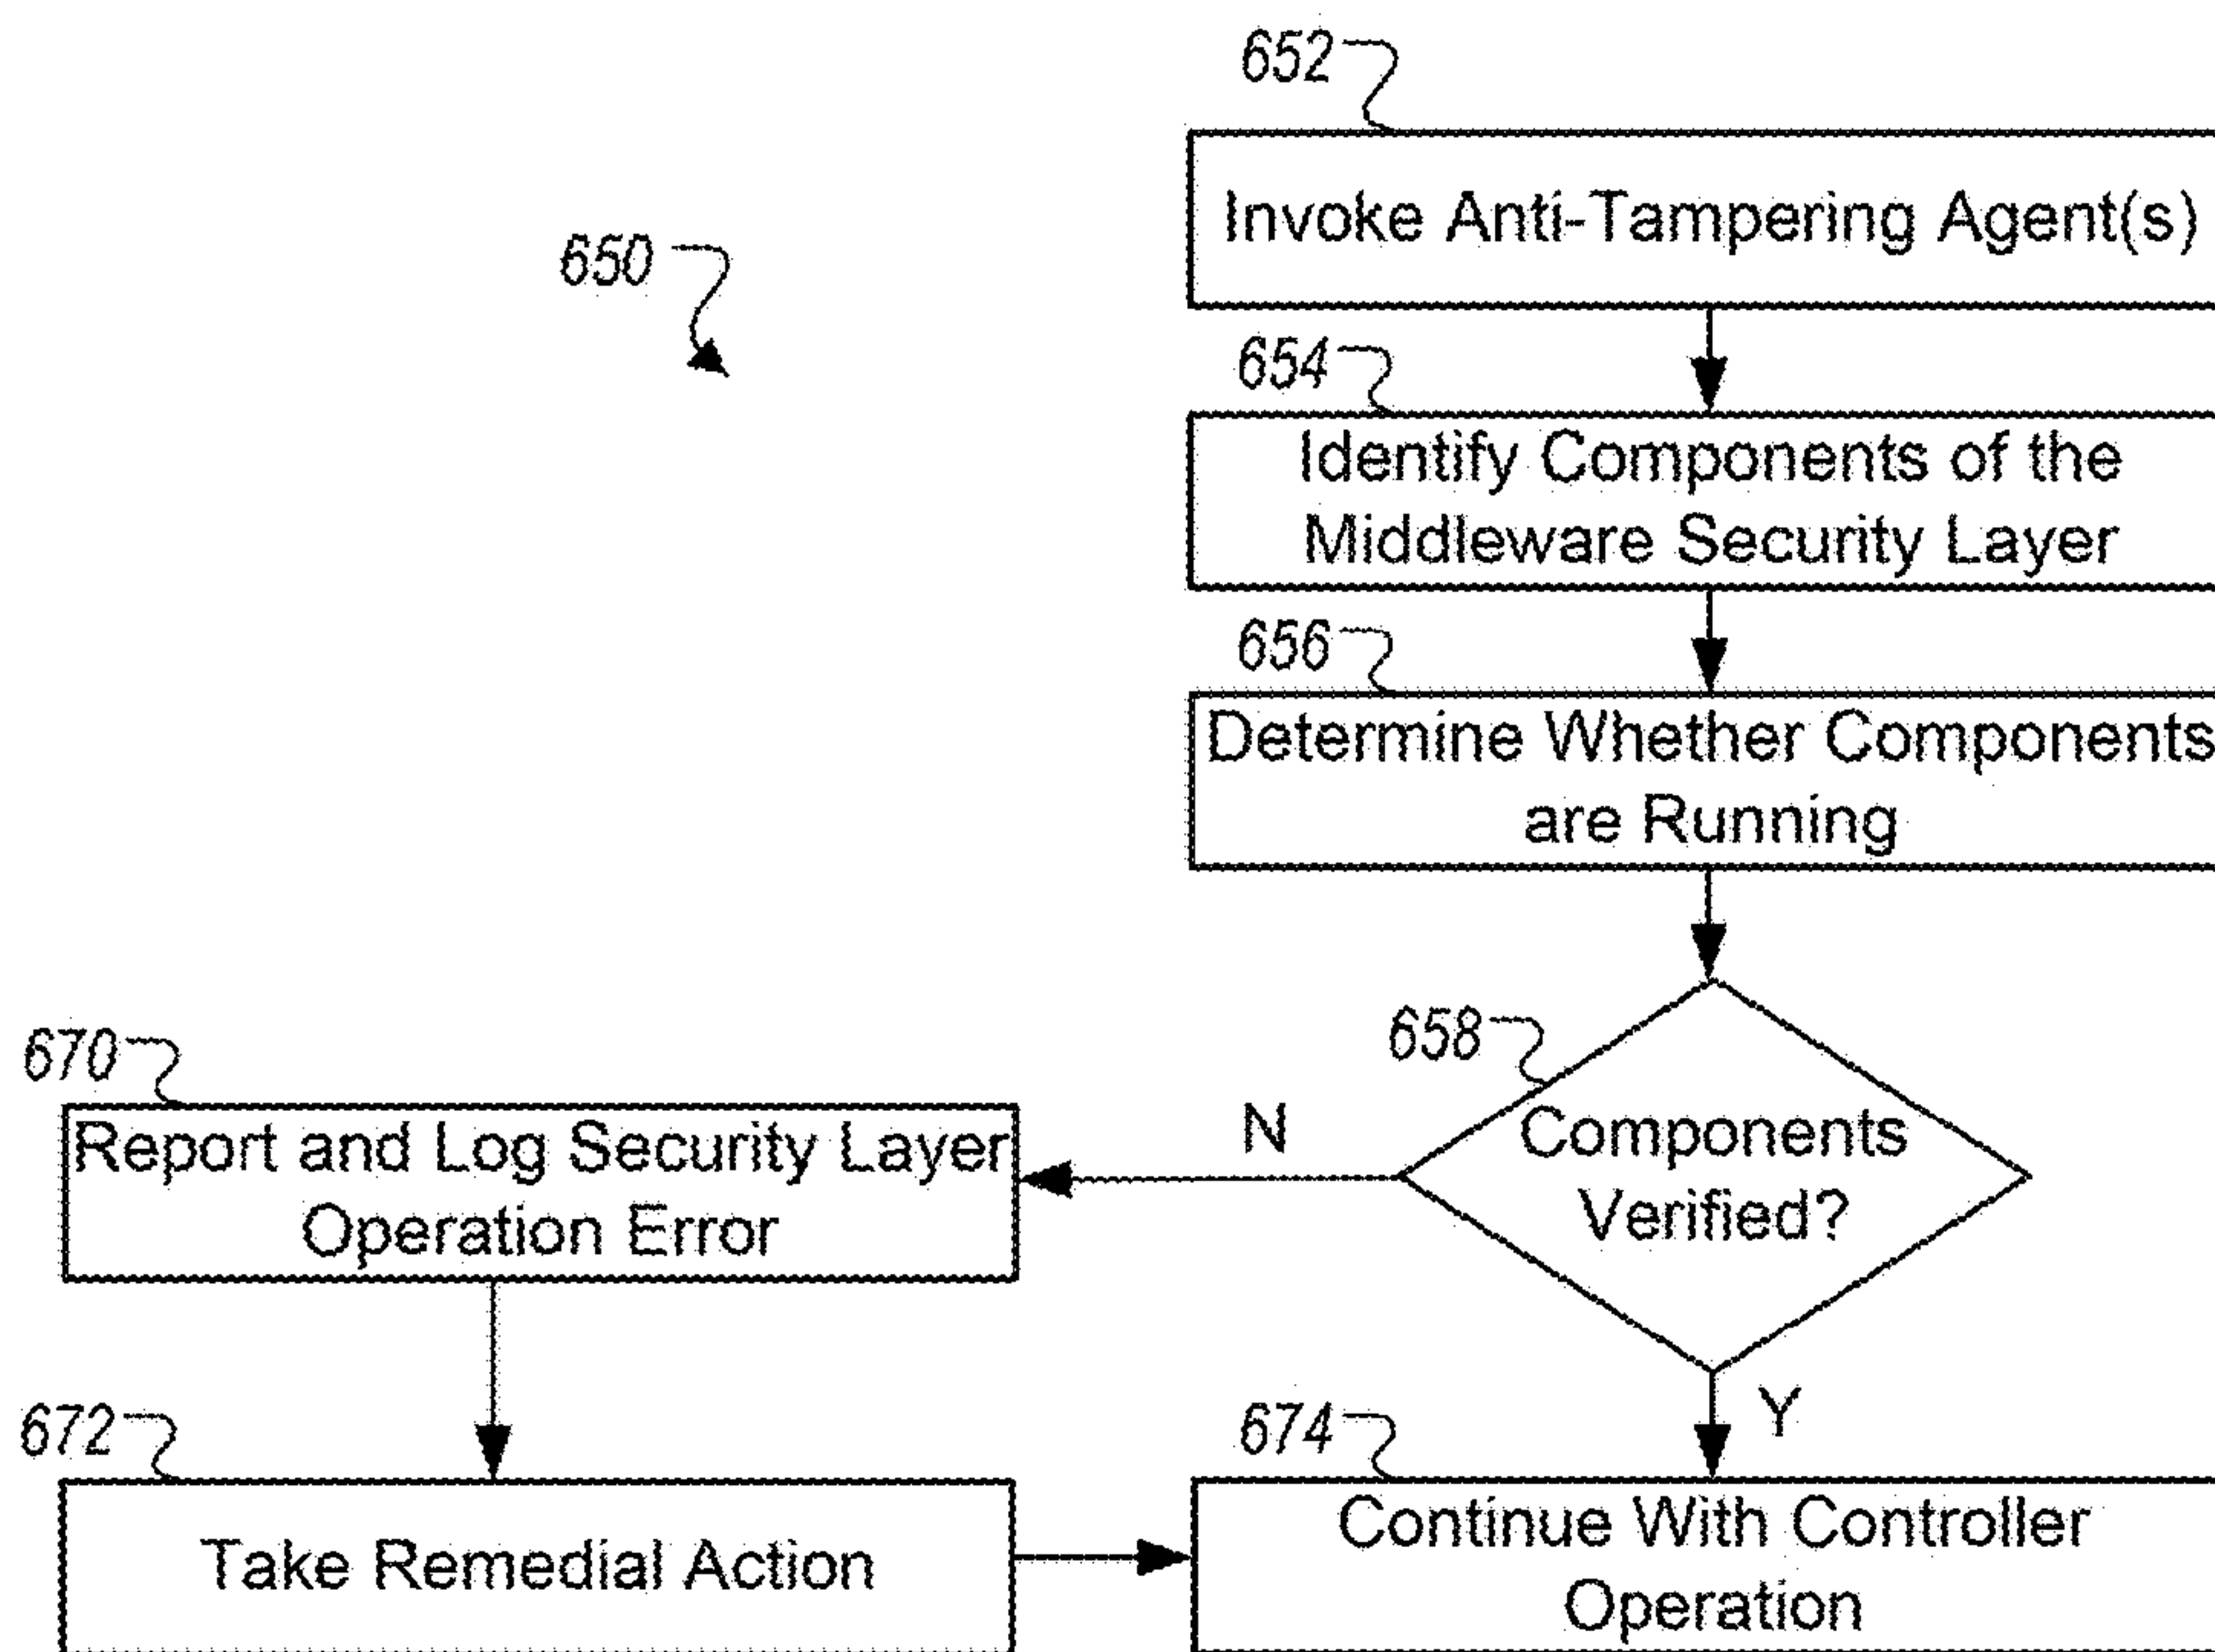 652
Invoke Anti-Tampering Agent(s)
650
654
Identify Components of the
Middleware Security Layer
656
Determine Whether Components
are Running
658
Components
Verified?
N
670
Report and Log Security Layer
Operation Error
Y
672
Take Remedial Action
674
Continue With Controller
Operation